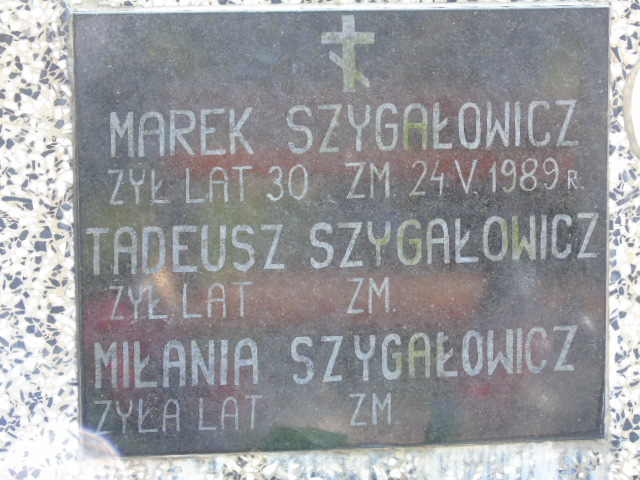 MAREK SZYGAŁOWICZ
ŻYŁ LAT 30 ZM 24 V. 1989 R.
TADEUSZ SZYGAŁOWICZ
ŻYŁ LAT ZM.
MIŁANIA SZYGAŁOWICZ
ŻYŁA LAT ZM